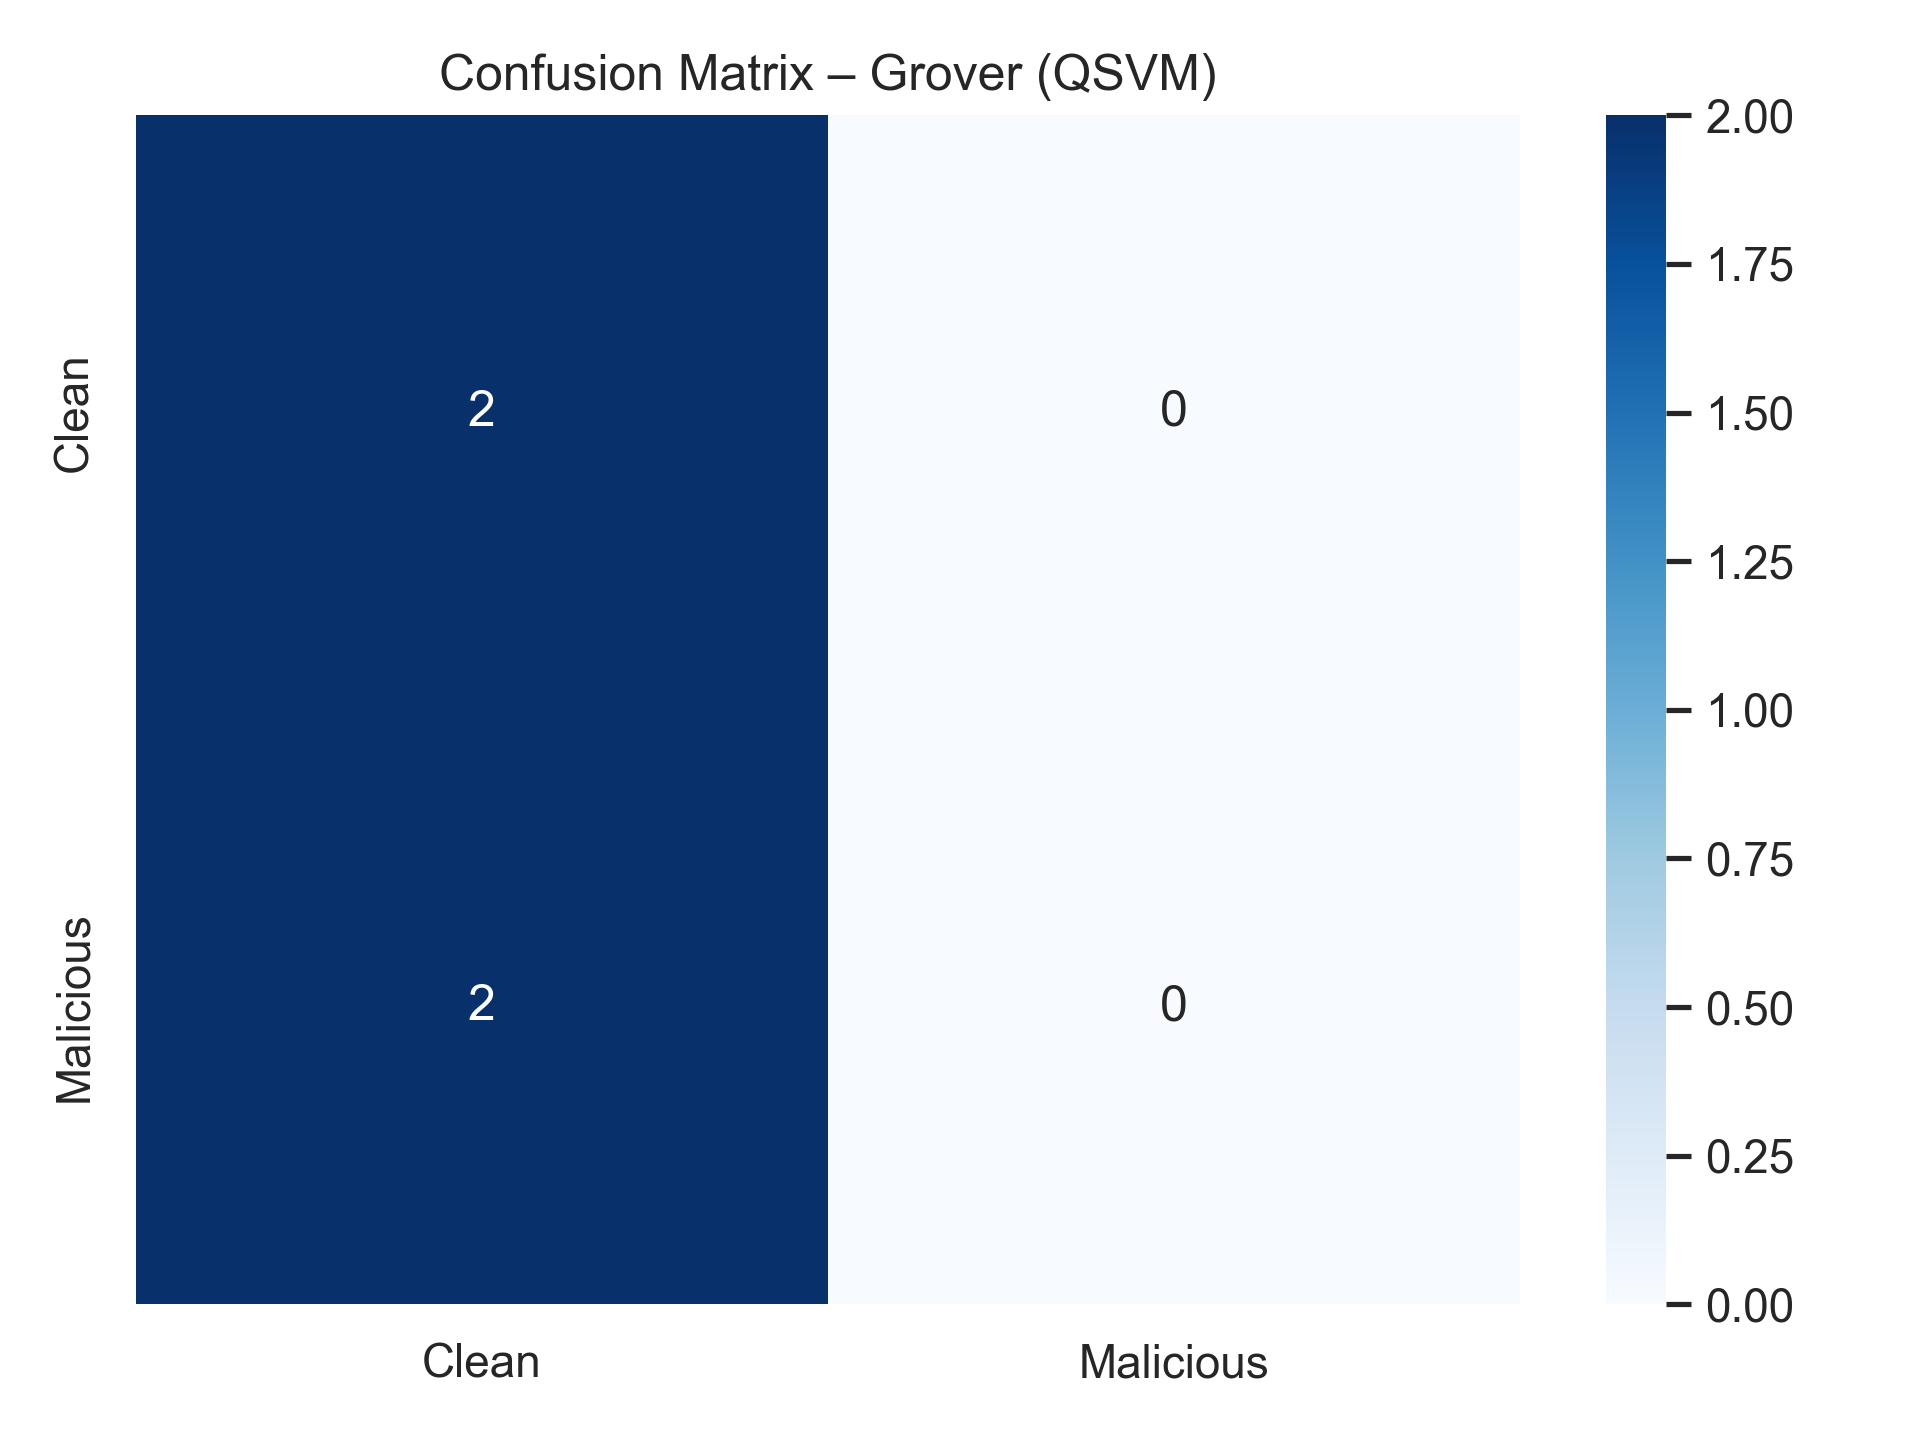 Confusion Matrix – Grover (QSVM)
Clean
2
0
Malicious
2
0
Clean
Malicious
2.00
1.75
1.50
1.25
1.00
0.75
0.50
0.25
0.00